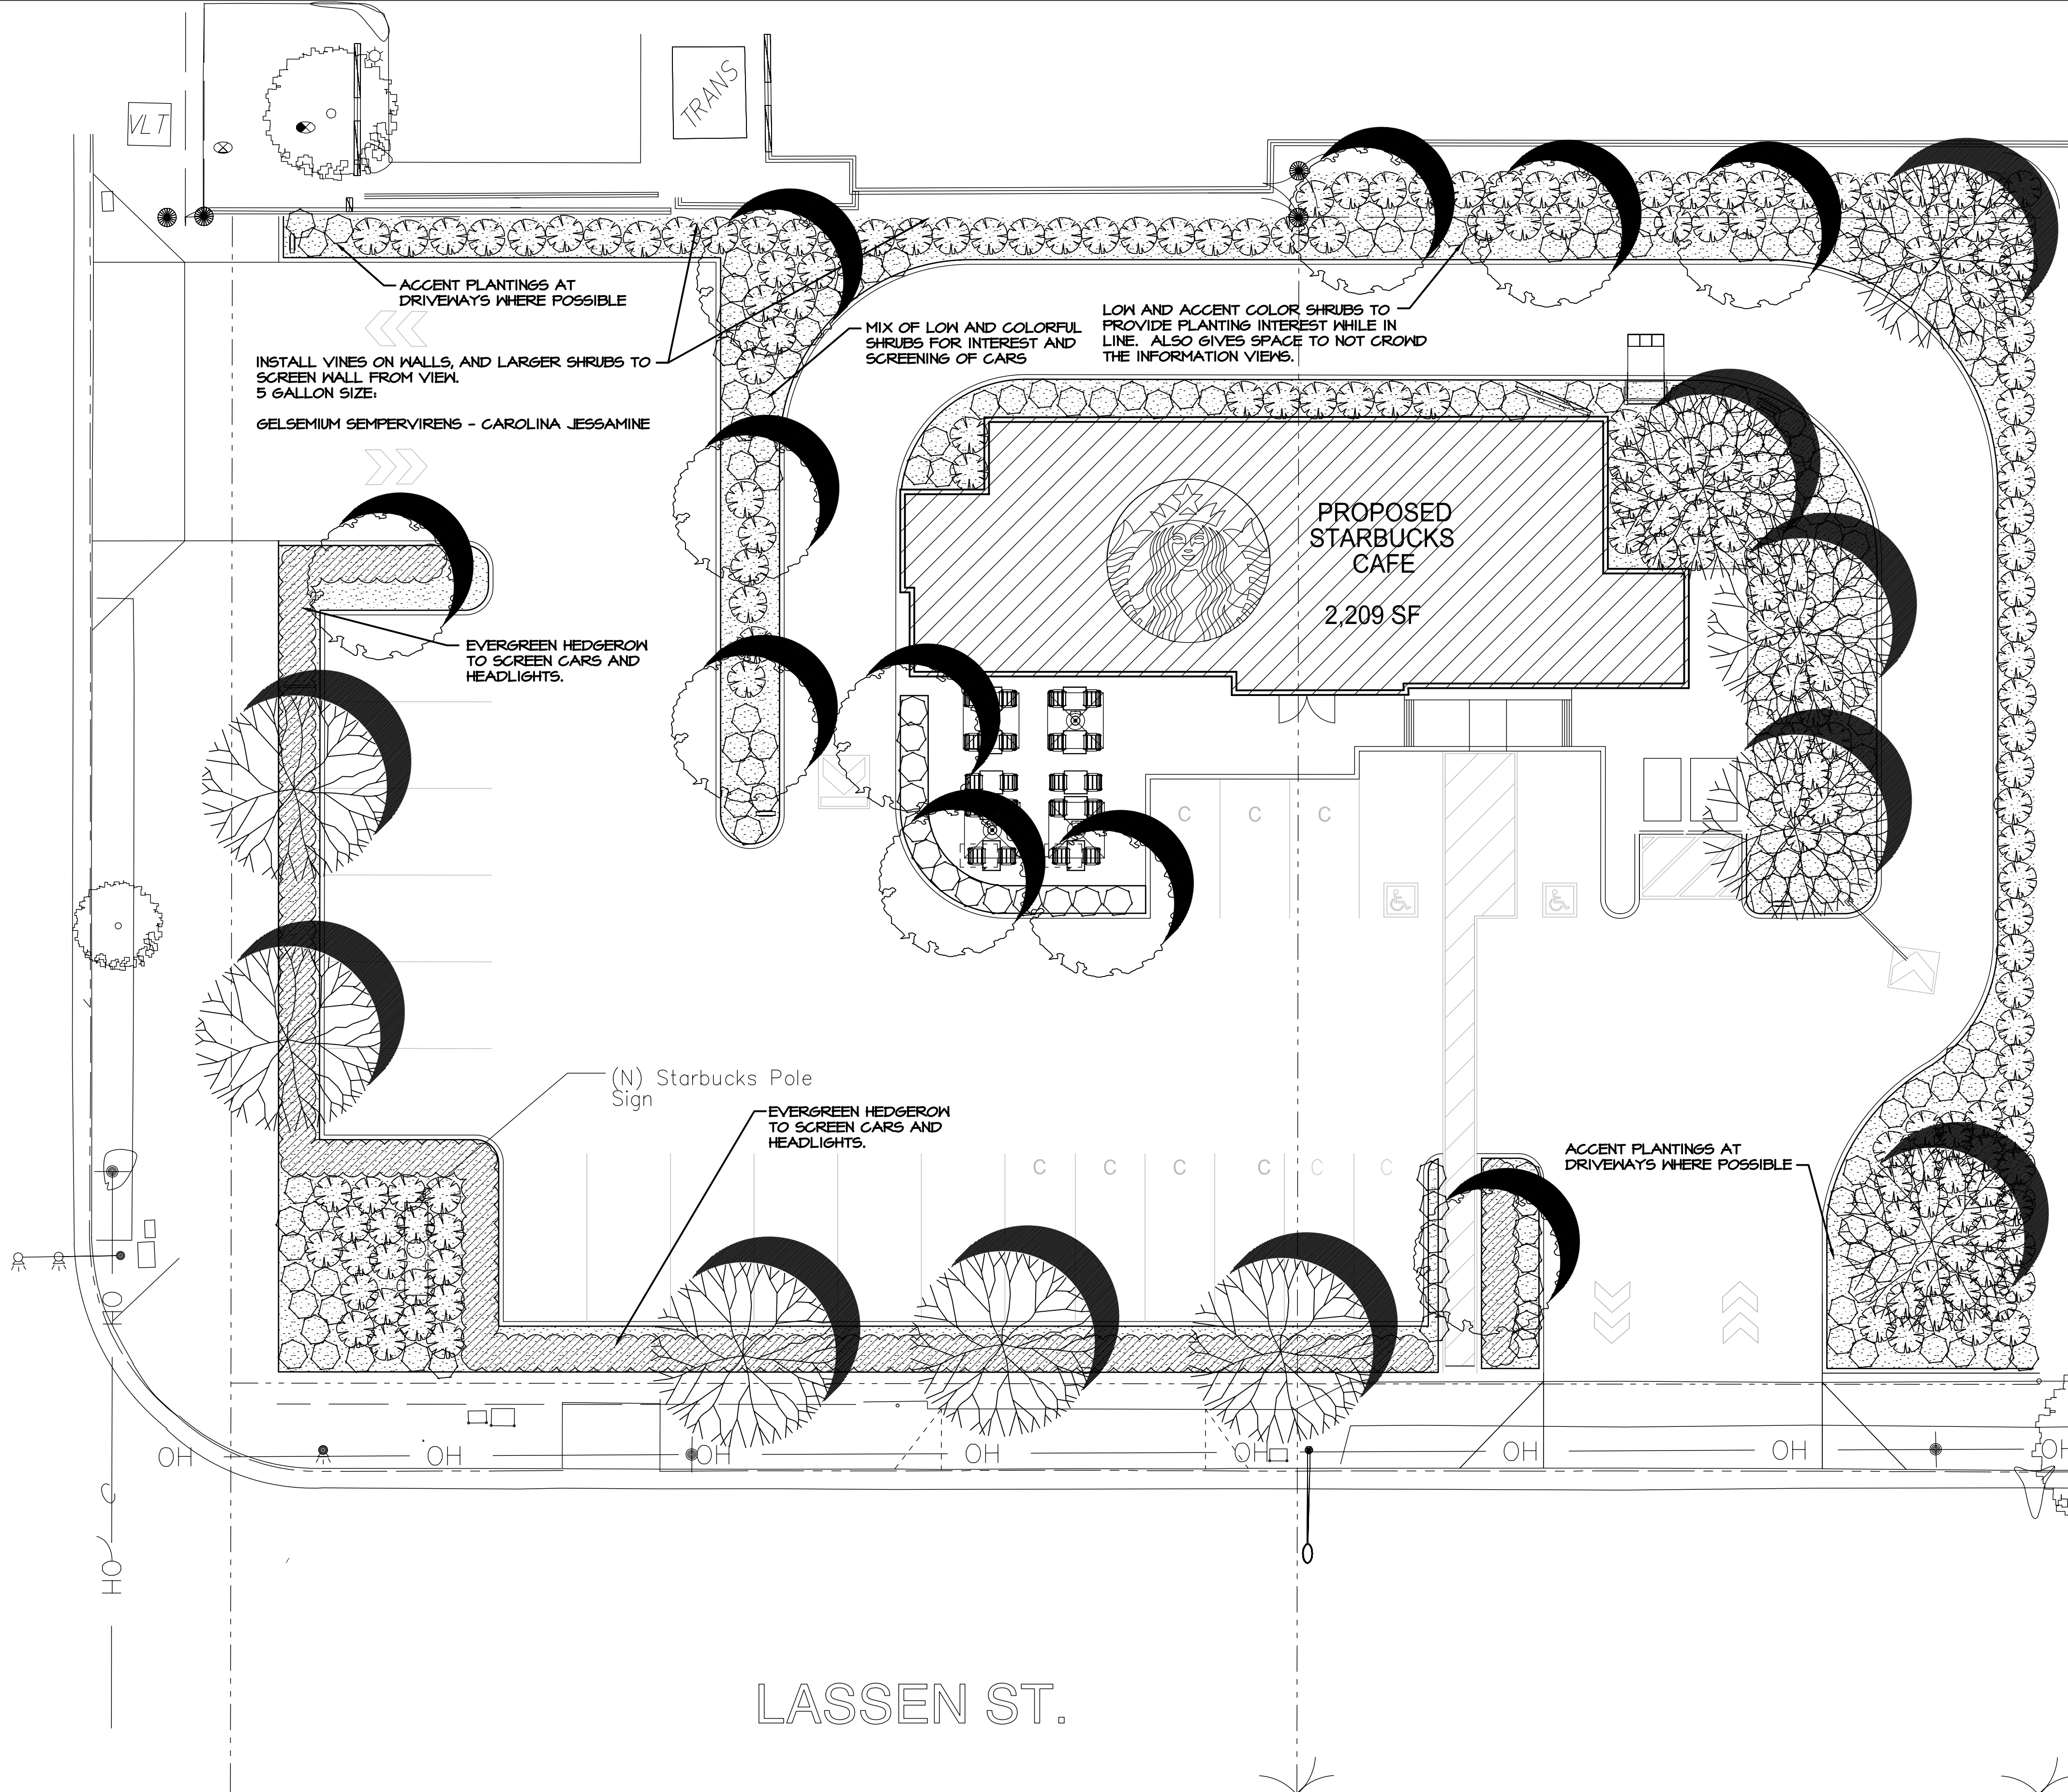 VLT
TRANS
ACCENT PLANTINGS AT
DRIVEWAYS WHERE POSSIBLE
INSTALL VINES ON WALLS, AND LARGER SHRUBS TO
SCREEN WALL FROM VIEW.
5 GALLON SIZE:
GELSEMIUM SEMPERVIRENS - CAROLINA JESSAMINE
MIX OF LOW AND COLORFUL
SHRUBS FOR INTEREST AND
SCREENING OF CARS
LOW AND ACCENT COLOR SHRUBS TO
PROVIDE PLANTING INTEREST WHILE IN
LINE. ALSO GIVES SPACE TO NOT CROWD
THE INFORMATION VIEWS.
PROPOSED
STARBUCKS
CAFE
2,209 SF
EVERGREEN HEDGEROW
TO SCREEN CARS AND
HEADLIGHTS.
C C C
(N) Starbucks Pole
Sign
EVERGREEN HEDGEROW
TO SCREEN CARS AND
HEADLIGHTS.
C C C C C C
ACCENT PLANTINGS AT
DRIVEWAYS WHERE POSSIBLE
OH
OH OH OH OH OH OH OH OH
OH
LASSEN ST.